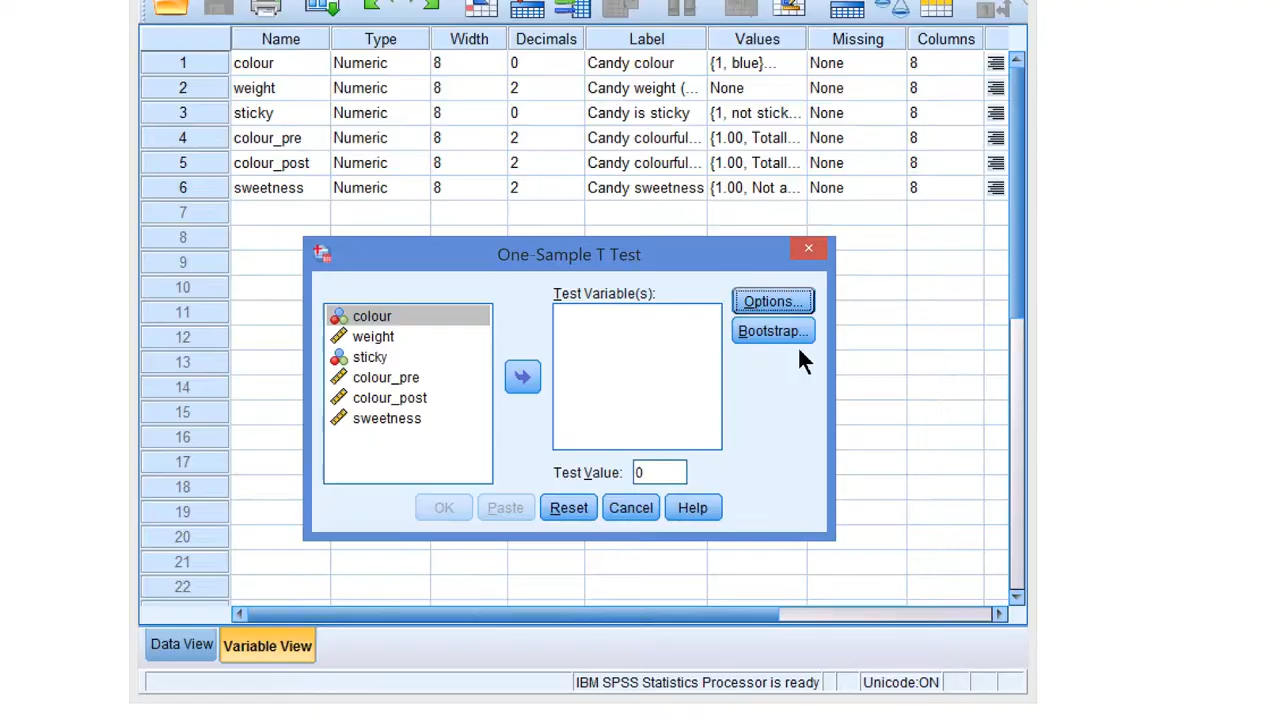 Name Type Width Decimals Label Values Missing Columns
1 colour Numeric 8 0 Candy colour {1, blue}... None 8
2 weight Numeric 8 2 Candy weight (... None None 8
3 sticky Numeric 8 0 Candy is sticky {1, not stick... None 8
4 colour_pre Numeric 8 2 Candy colourful... {1.00, Totall... None 8
5 colour_post Numeric 8 2 Candy colourful... {1.00, Totall... None 8
6 sweetness Numeric 8 2 Candy sweetness {1.00, Not a... None 8
7
8
9
10
11
12
13
14
15
16
17
18
19
20
21
22
One-Sample T Test
Test Variable(s):
colour
weight
sticky
colour_pre
colour_post
sweetness
Options...
Bootstrap...
Test Value: 0
OK Paste Reset Cancel Help
Data View Variable View
IBM SPSS Statistics Processor is ready Unicode:ON